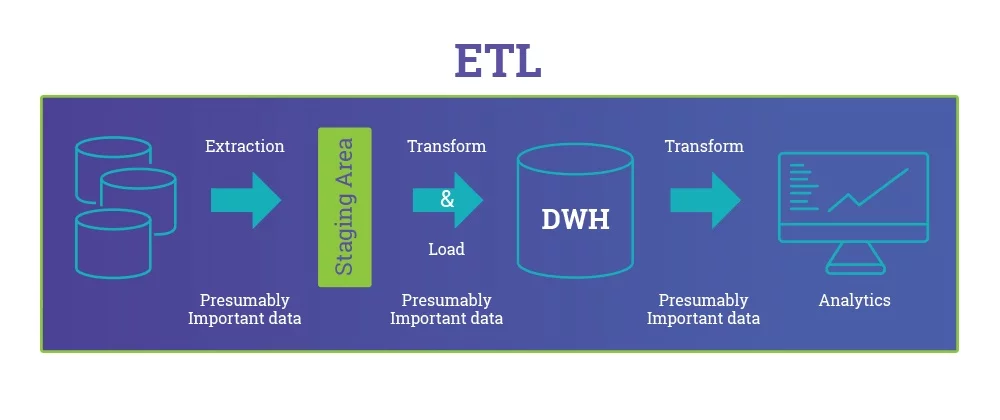 ETL
Extraction
Staging Area
Transform
&
Load
DWH
Transform
Presumably
Important data
Presumably
Important data
Presumably
Important data
Analytics